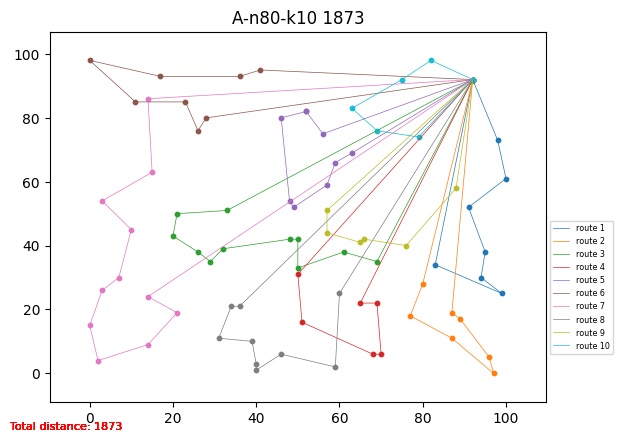 A-n80-k10 1873
100
80
60
40
20
0
0 20 40 60 80 100
route 1
route 2
route 3
route 4
route 5
route 6
route 7
route 8
route 9
route 10
Total distance: 1873